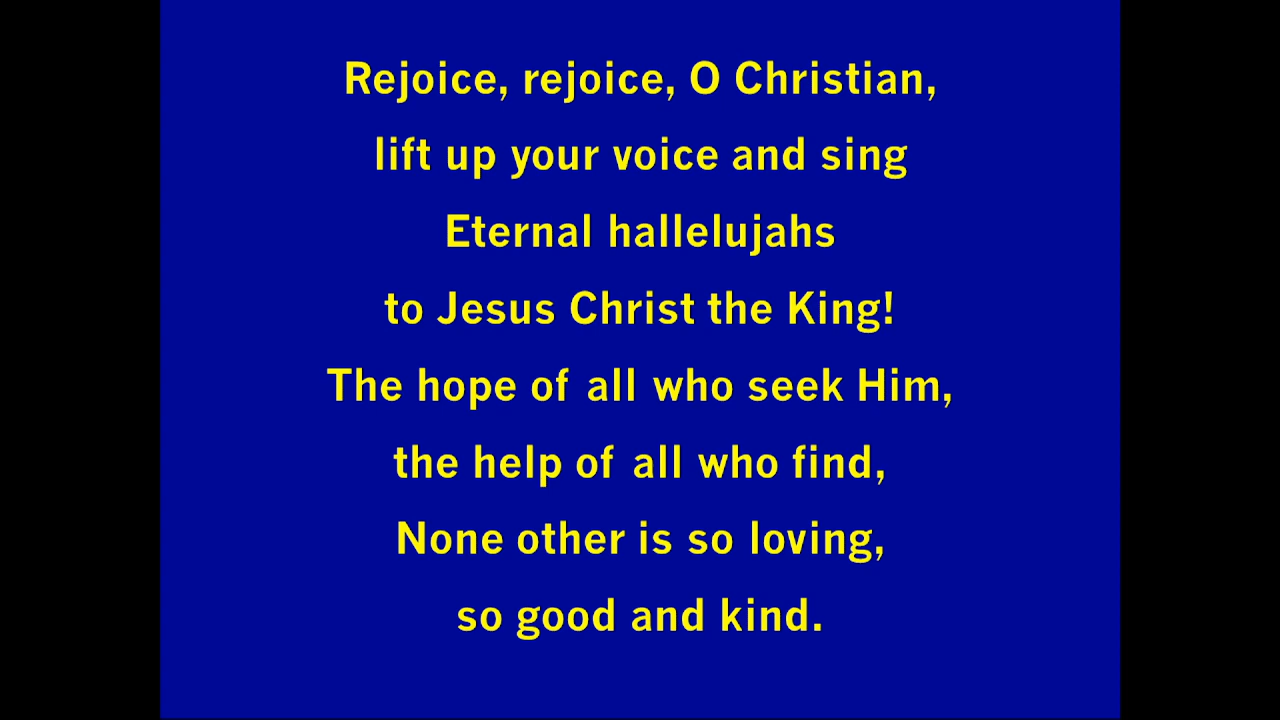 Rejoice, rejoice, O Christian,
lift up your voice and sing
Eternal hallelujahs
to Jesus Christ the King!
The hope of all who seek Him,
the help of all who find,
None other is so loving,
so good and kind.